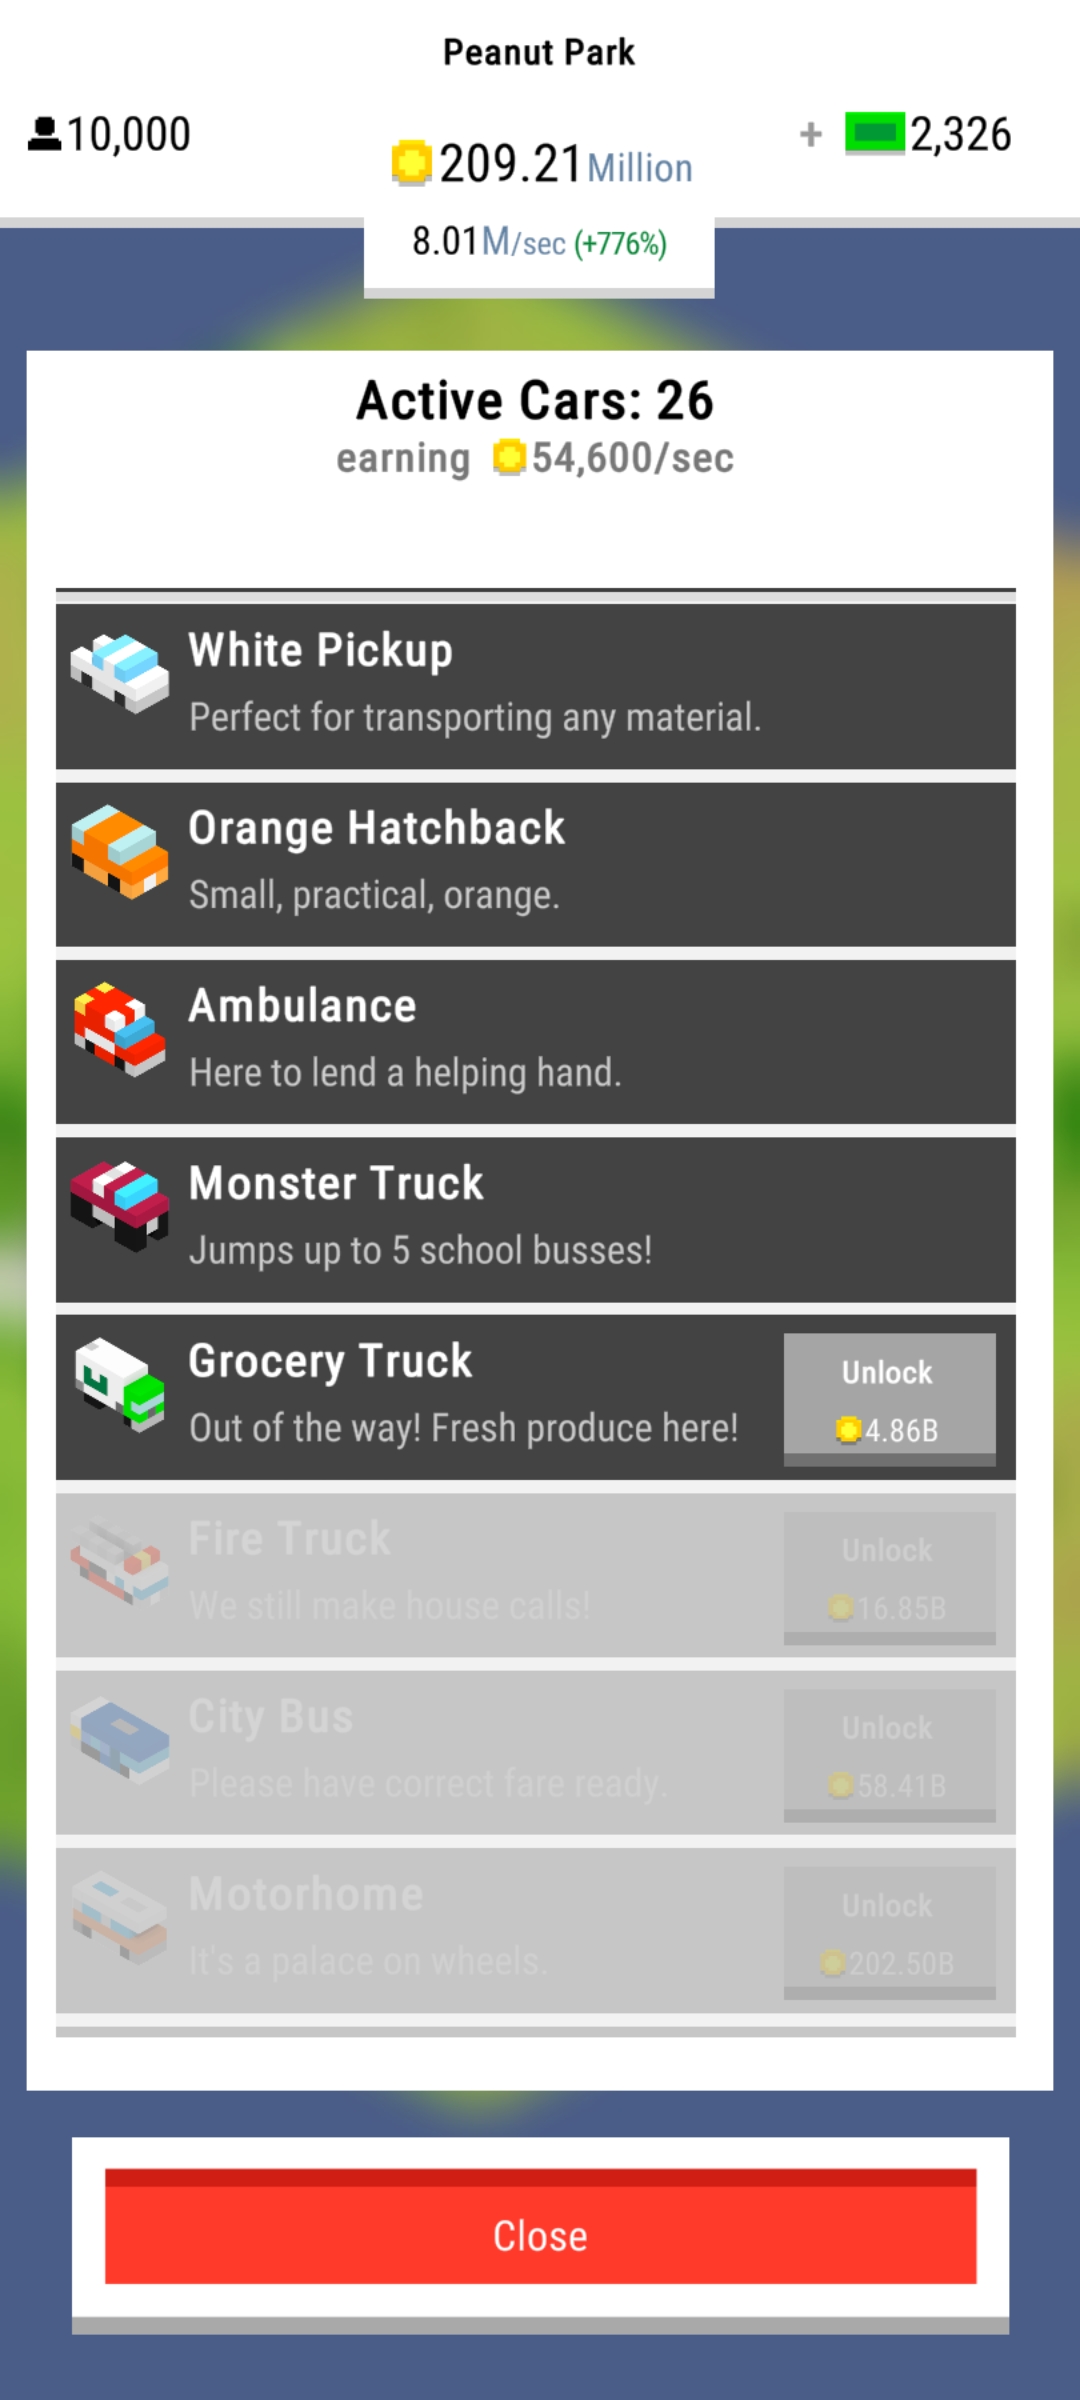 Peanut Park
10,000
209.21 Million
+ 2,326
8.01M/sec (+776%)
Active Cars: 26
earning 54,600/sec
White Pickup
Perfect for transporting any material.
Orange Hatchback
Small, practical, orange.
Ambulance
Here to lend a helping hand.
Monster Truck
Jumps up to 5 school busses!
Grocery Truck
Out of the way! Fresh produce here!
Unlock
4.86B
Fire Truck
We still make house calls!
Unlock
16.85B
City Bus
Please have correct fare ready.
Unlock
58.41B
Motorhome
It's a palace on wheels.
Unlock
202.50B
Close